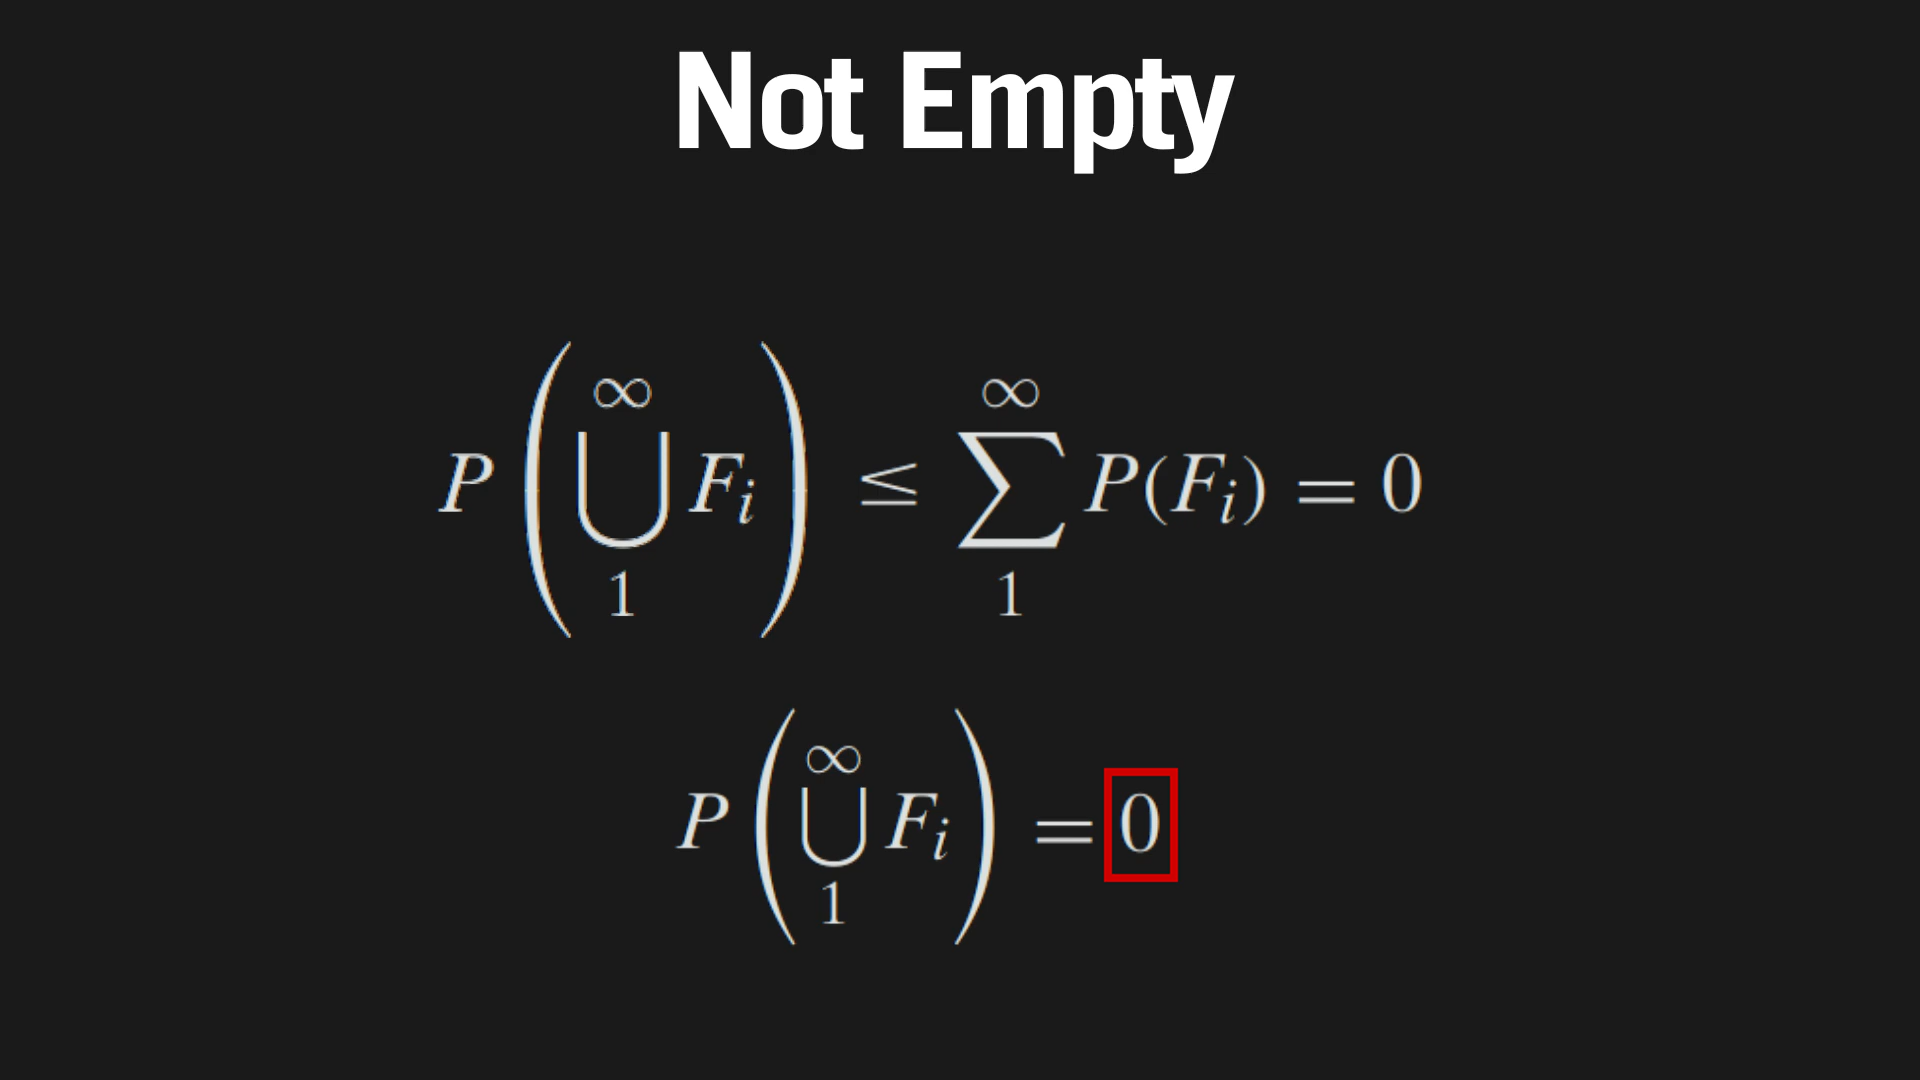 Not Empty
P(⋃_1^∞ F_i) ≤ ∑_1^∞ P(F_i) = 0
P(⋃_1^∞ F_i) = 0